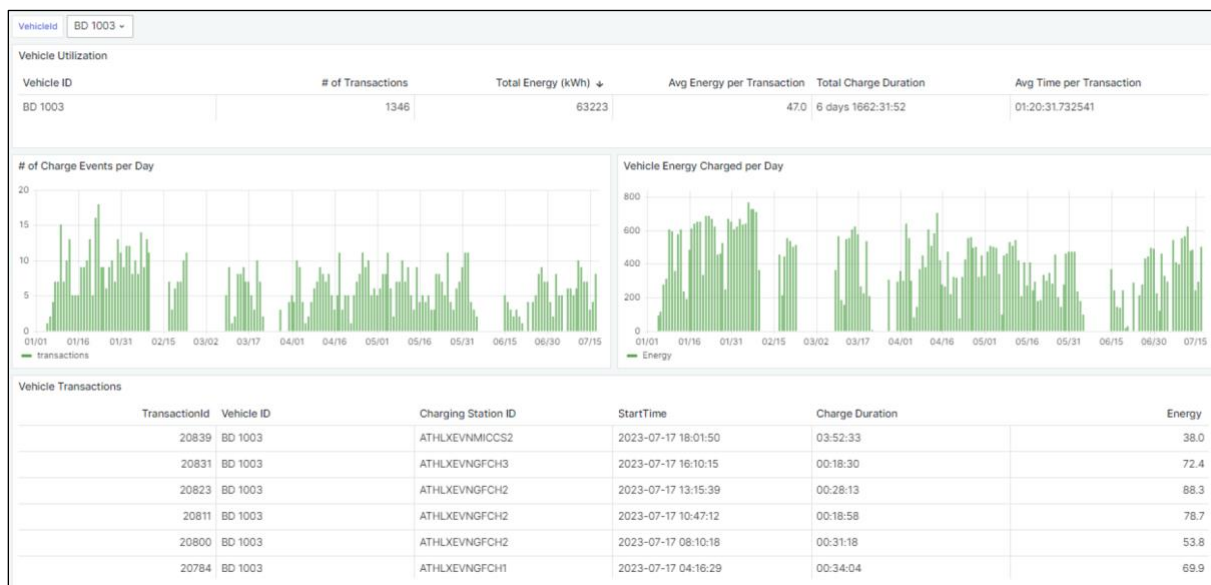 VehicleId BD 1003
Vehicle Utilization
Vehicle ID # of Transactions Total Energy (kWh) ↓ Avg Energy per Transaction Total Charge Duration Avg Time per Transaction
BD 1003 1346 63223 47.0 6 days 1662:31:52 01:20:31.732541
# of Charge Events per Day
20
15
10
5
0
01/01 01/16 01/31 02/15 03/02 03/17 04/01 04/16 05/01 05/16 05/31 06/15 06/30 07/15
transactions
Vehicle Energy Charged per Day
800
600
400
200
0
01/01 01/16 01/31 02/15 03/02 03/17 04/01 04/16 05/01 05/16 05/31 06/15 06/30 07/15
Energy
Vehicle Transactions
TransactionId Vehicle ID Charging Station ID StartTime Charge Duration Energy
20839 BD 1003 ATHLXEVNMICCS2 2023-07-17 18:01:50 03:52:33 38.0
20831 BD 1003 ATHLXEVNGFCH3 2023-07-17 16:10:15 00:18:30 72.4
20823 BD 1003 ATHLXEVNGFCH2 2023-07-17 13:15:39 00:28:13 88.3
20811 BD 1003 ATHLXEVNGFCH2 2023-07-17 10:47:12 00:18:58 78.7
20800 BD 1003 ATHLXEVNGFCH2 2023-07-17 08:10:18 00:31:18 53.8
20784 BD 1003 ATHLXEVNGFCH1 2023-07-17 04:16:29 00:34:04 69.9